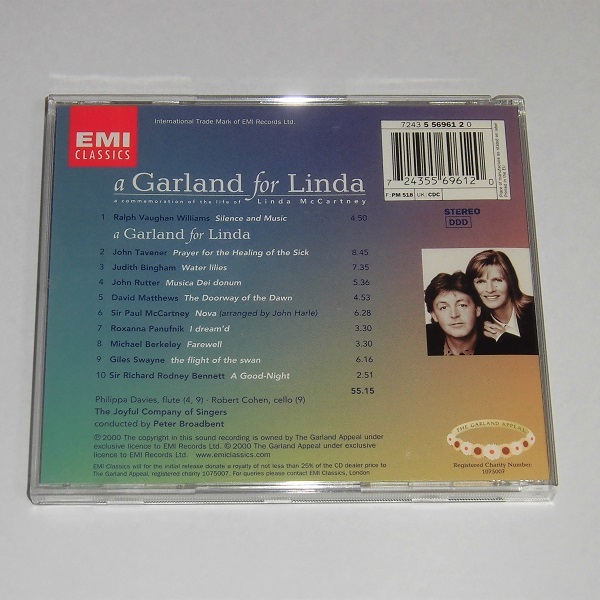 EMI
CLASSICS
International Trade Mark of EMI Records Ltd.
7243 5 56961 2 0
7 24355 69612 0
F: PM 518 UK: CDC
a Garland for Linda
a commemoration of the life of Linda McCartney
STEREO
DDD
1 Ralph Vaughan Williams Silence and Music 4.50
a Garland for Linda
2 John Tavener Prayer for the Healing of the Sick 8.45
3 Judith Bingham Water lilies 7.35
4 John Rutter Musica Dei donum 5.36
5 David Matthews The Doorway of the Dawn 4.53
6 Sir Paul McCartney Nova (arranged by John Harle) 6.28
7 Roxanna Panufnik I dream'd 3.30
8 Michael Berkeley Farewell 3.30
9 Giles Swayne the flight of the swan 6.16
10 Sir Richard Rodney Bennett A Good-Night 2.51
55.15
Philippa Davies, flute (4, 9) · Robert Cohen, cello (9)
The Joyful Company of Singers
conducted by Peter Broadbent
℗ 2000 The copyright in this sound recording is owned by The Garland Appeal under
exclusive licence to EMI Records Ltd. © 2000 The Garland Appeal under exclusive
licence to EMI Records Ltd. www.emiclassics.com
EMI Classics will for the initial release donate a royalty of not less than 25% of the CD dealer price to
The Garland Appeal, registered charity 1075007. For queries please contact EMI Classics, London
THE GARLAND APPEAL
Registered Charity Number:
1075007